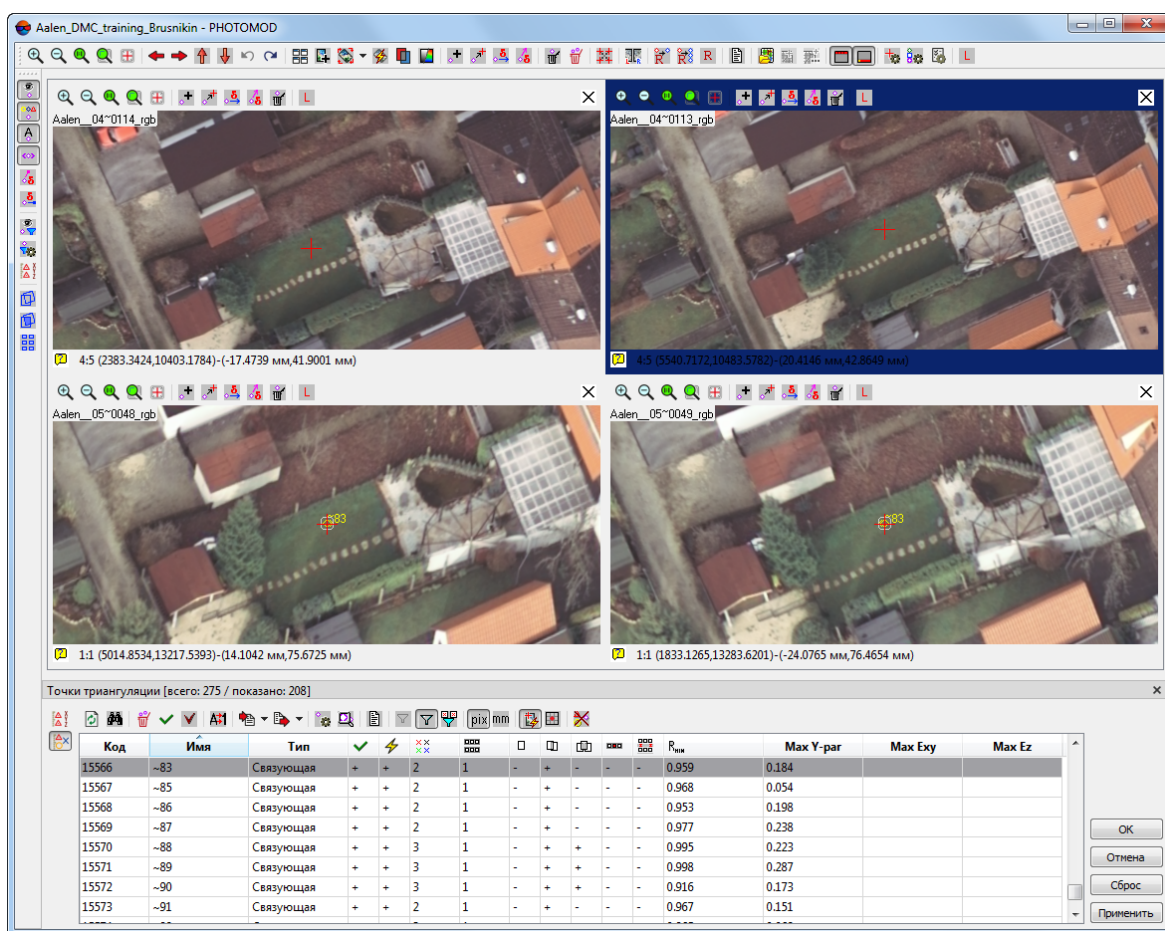 Aalen_DMC_training_Brusnikin - PHOTOMOD
R R R L
L
Aalen__04~0114_rgb
4:5 (2383.3424,10403.1784)-(-17.4739 мм,41.9001 мм)
L
Aalen__04~0113_rgb
4:5 (5540.7172,10483.5782)-(20.4146 мм,42.8649 мм)
L
Aalen__05~0048_rgb
~83
1:1 (5014.8534,13217.5393)-(14.1042 мм,75.6725 мм)
L
Aalen__05~0049_rgb
~83
1:1 (1833.1265,13283.6201)-(-24.0765 мм,76.4654 мм)
Точки триангуляции [всего: 275 / показано: 208]
pix mm
Код Имя Тип Rмин Max Y-par Max Exy Max Ez
15566 ~83 Связующая + + 2 1 - + - - - 0.959 0.184
15567 ~85 Связующая + + 2 1 - + - - - 0.968 0.054
15568 ~86 Связующая + + 2 1 - + - - - 0.953 0.198
15569 ~87 Связующая + + 2 1 - + - - - 0.977 0.238
15570 ~88 Связующая + + 3 1 - + + - - 0.995 0.223
15571 ~89 Связующая + + 3 1 - + + - - 0.998 0.287
15572 ~90 Связующая + + 3 1 - + + - - 0.916 0.173
15573 ~91 Связующая + + 2 1 - + - - - 0.967 0.151
OK
Отмена
Сброс
Применить